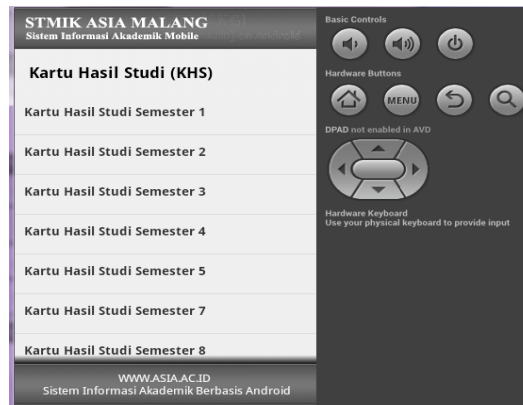 STMIK ASIA MALANG
Sistem Informasi Akademik Mobile
Kartu Hasil Studi (KHS)
Kartu Hasil Studi Semester 1
Kartu Hasil Studi Semester 2
Kartu Hasil Studi Semester 3
Kartu Hasil Studi Semester 4
Kartu Hasil Studi Semester 5
Kartu Hasil Studi Semester 7
Kartu Hasil Studi Semester 8
WWW.ASIA.AC.ID
Sistem Informasi Akademik Berbasis Android
Basic Controls
Hardware Buttons
MENU
DPAD not enabled in AVD
Hardware Keyboard
Use your physical keyboard to provide input